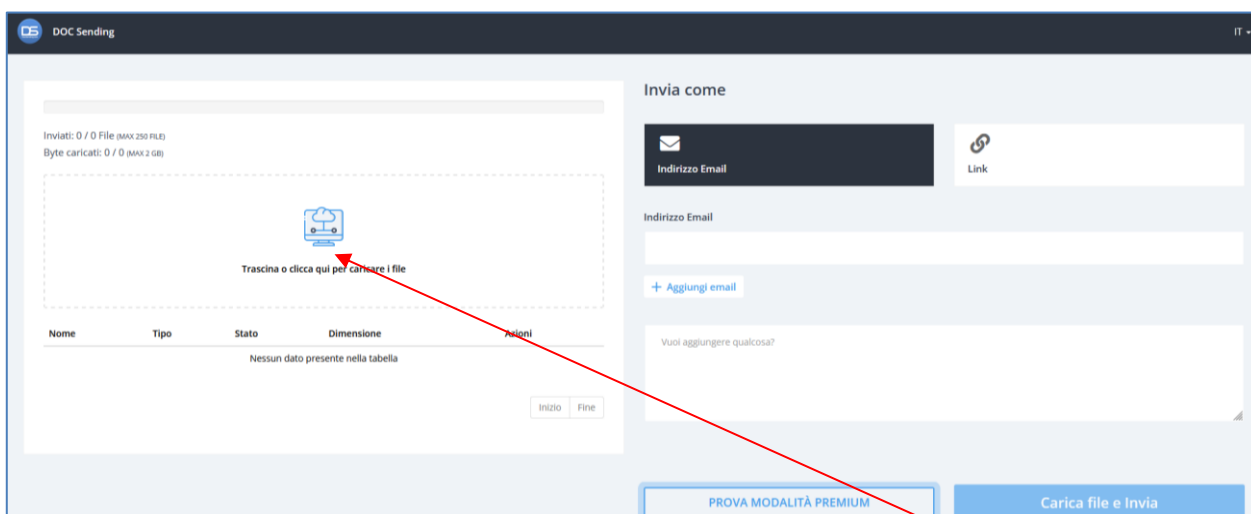 DS DOC Sending
IT
Inviati: 0 / 0 File (MAX 250 FILE)
Byte caricati: 0 / 0 (MAX 2 GB)
Trascina o clicca qui per caricare i file
Nome Tipo Stato Dimensione Azioni
Nessun dato presente nella tabella
Inizio Fine
Invia come
Indirizzo Email
Link
Indirizzo Email
+ Aggiungi email
Vuoi aggiungere qualcosa?
PROVA MODALITÀ PREMIUM
Carica file e Invia